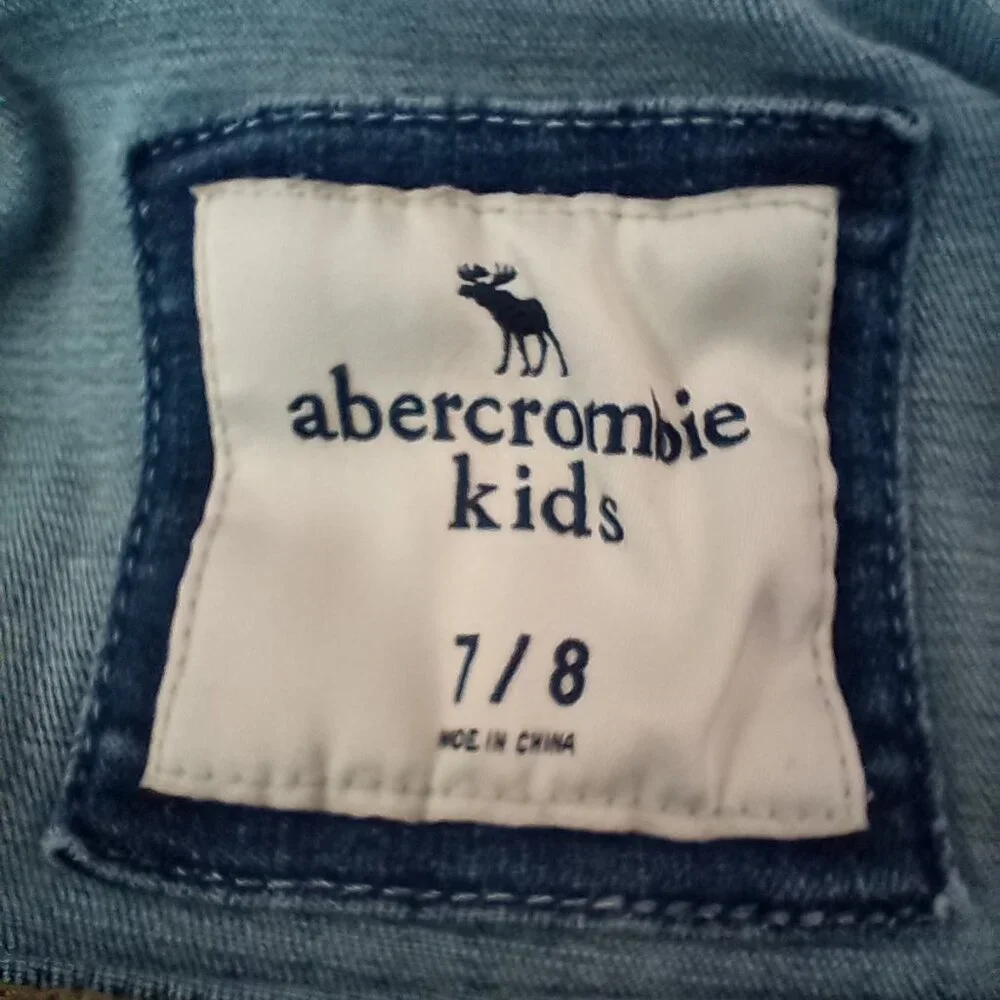 abercrombie
kids
7/8
MADE IN CHINA